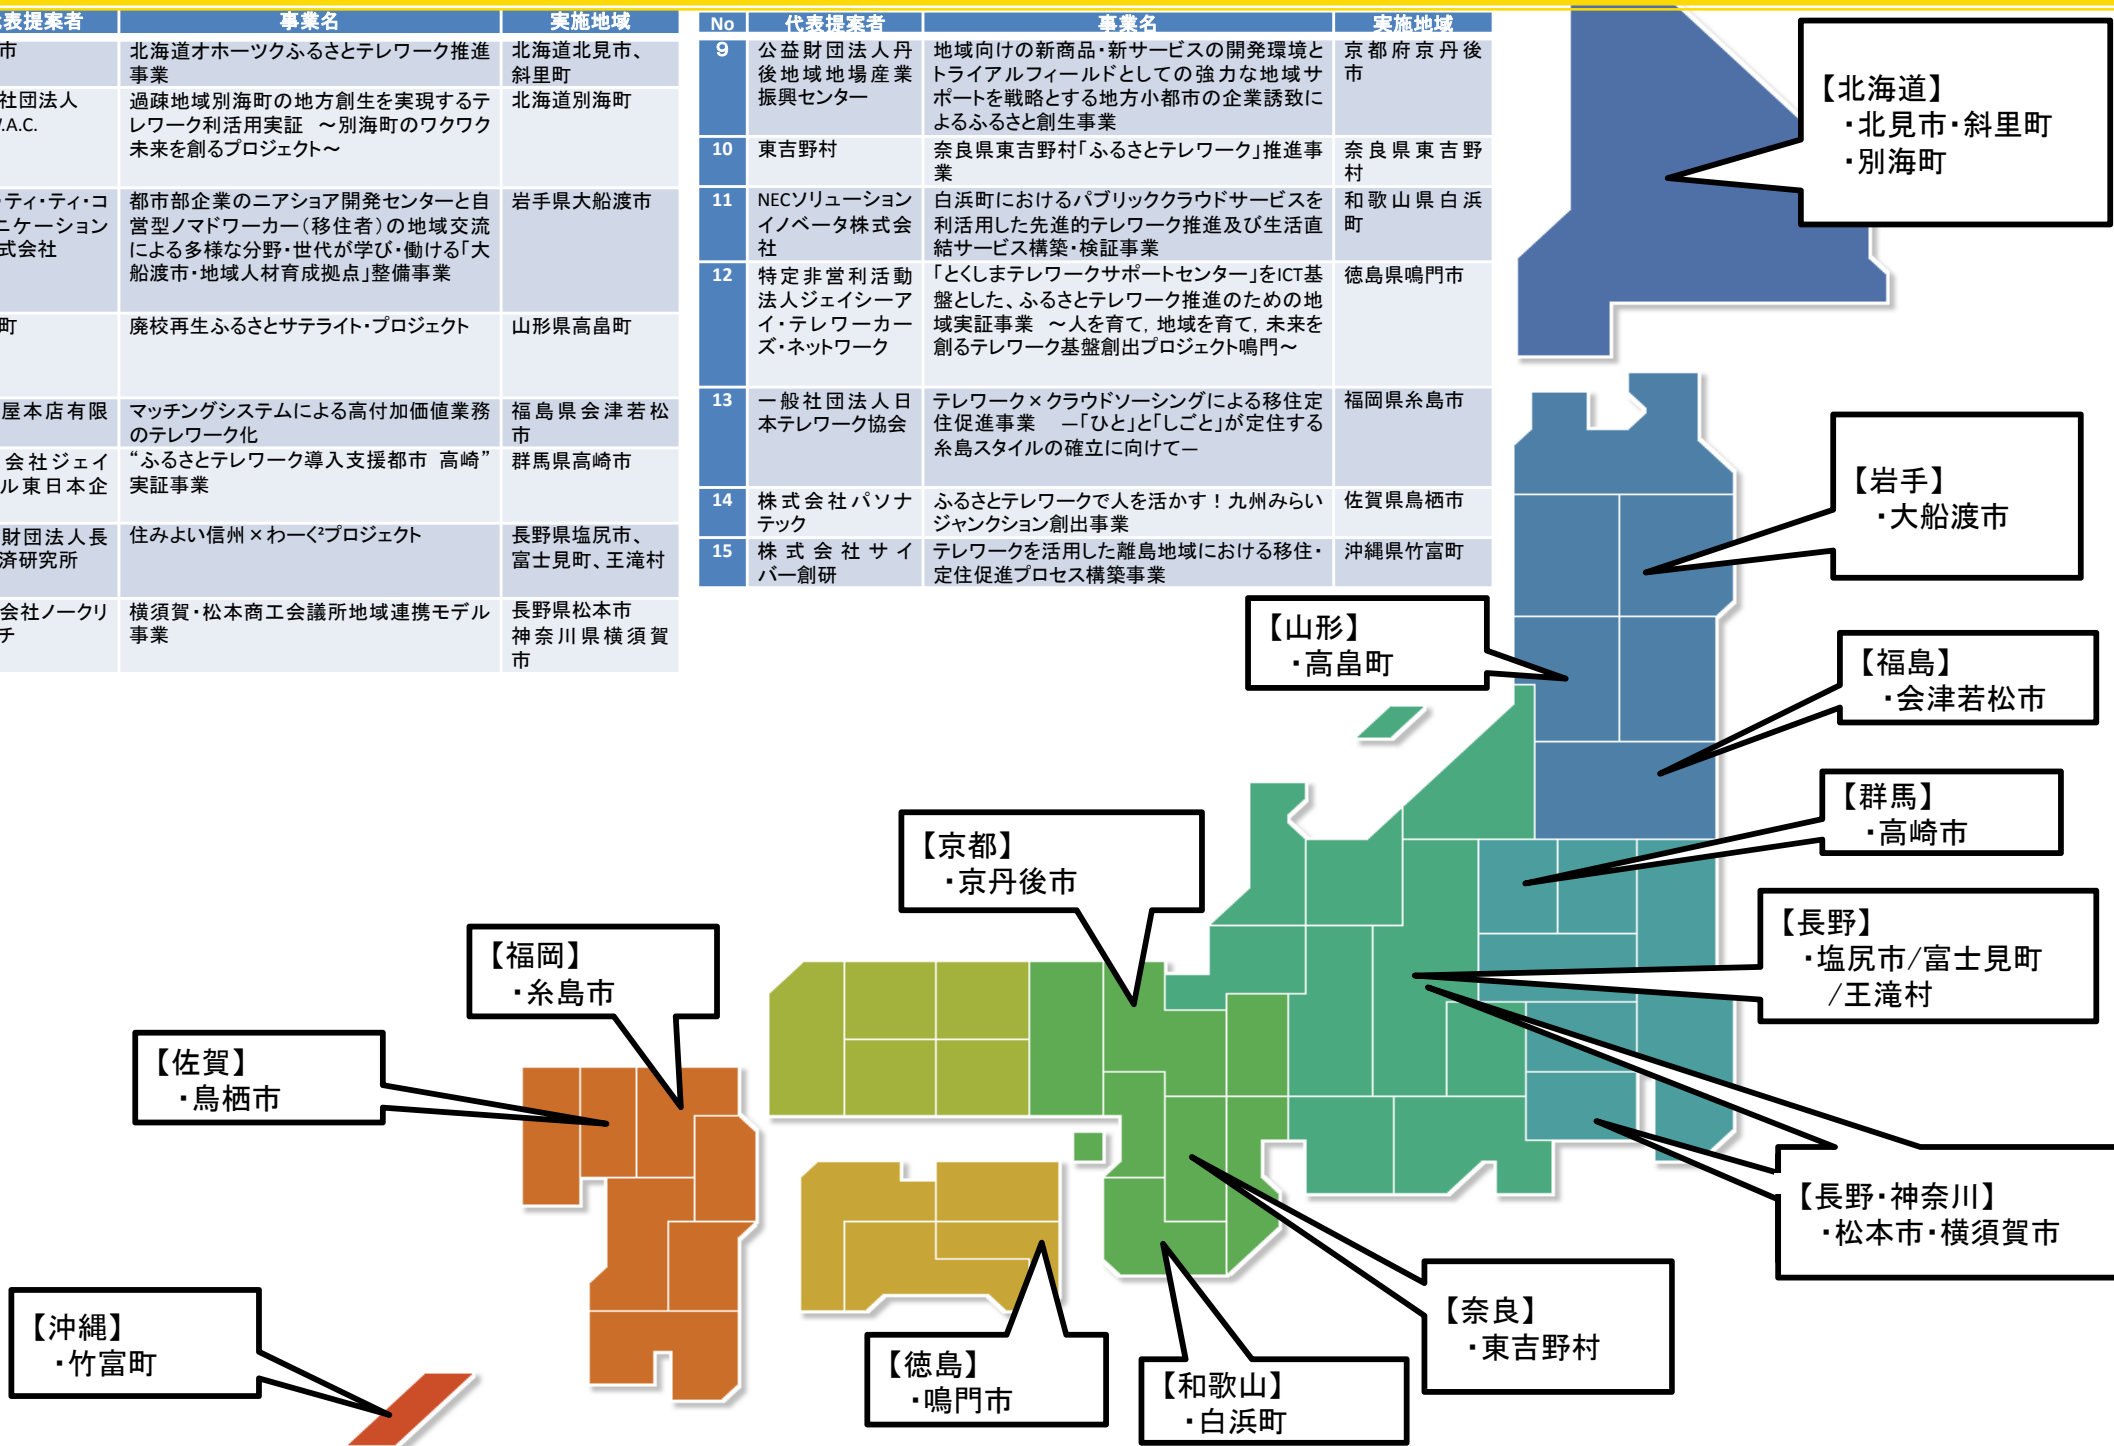 表提案者 事業名 実施地域
市 北海道オホーツクふるさとテレワーク推進 北海道北見市、
事業 斜里町
社団法人 過疎地域別海町の地方創生を実現するテ 北海道別海町
.A.C. レワーク利活用実証 ～別海町のワクワク
未来を創るプロジェクト～
・ティ・ティ・コ 都市部企業のニアショア開発センターと自 岩手県大船渡市
ニケーション 営型ノマドワーカー（移住者）の地域交流
式会社 による多様な分野・世代が学び・働ける「大
船渡市・地域人材育成拠点」整備事業
町 廃校再生ふるさとサテライト・プロジェクト 山形県高畠町
屋本店有限 マッチングシステムによる高付加価値業務 福島県会津若松
のテレワーク化 市
会社ジェイ “ふるさとテレワーク導入支援都市 高崎” 群馬県高崎市
ル東日本企 実証事業
財団法人長 住みよい信州×わーく²プロジェクト 長野県塩尻市、
済研究所 富士見町、王滝村
会社ノークリ 横須賀・松本商工会議所地域連携モデル 長野県松本市
チ 事業 神奈川県横須賀
市
No 代表提案者 事業名 実施地域
9 公益財団法人丹 地域向けの新商品・新サービスの開発環境と 京都府京丹後
後地域地場産業 トライアルフィールドとしての強力な地域サ 市
振興センター ポートを戦略とする地方小都市の企業誘致に
よるふるさと創生事業
10 東吉野村 奈良県東吉野村「ふるさとテレワーク」推進事 奈良県東吉野
業 村
11 NECソリューション 白浜町におけるパブリッククラウドサービスを 和歌山県白浜
イノベータ株式会 利活用した先進的テレワーク推進及び生活直 町
社 結サービス構築・検証事業
12 特定非営利活動 「とくしまテレワークサポートセンター」をICT基 徳島県鳴門市
法人ジェイシーア 盤とした、ふるさとテレワーク推進のための地
イ・テレワーカー 域実証事業 ～人を育て，地域を育て，未来を
ズ・ネットワーク 創るテレワーク基盤創出プロジェクト鳴門～
13 一般社団法人日 テレワーク×クラウドソーシングによる移住定 福岡県糸島市
本テレワーク協会 住促進事業 ―「ひと」と「しごと」が定住する
糸島スタイルの確立に向けて―
14 株式会社パソナ ふるさとテレワークで人を活かす！九州みらい 佐賀県鳥栖市
テック ジャンクション創出事業
15 株式会社サイ テレワークを活用した離島地域における移住・ 沖縄県竹富町
バー創研 定住促進プロセス構築事業
【北海道】
・北見市・斜里町
・別海町
【岩手】
・大船渡市
【山形】
・高畠町
【福島】
・会津若松市
【群馬】
・高崎市
【京都】
・京丹後市
【長野】
・塩尻市/富士見町
/王滝村
【福岡】
・糸島市
【佐賀】
・鳥栖市
【長野・神奈川】
・松本市・横須賀市
【奈良】
・東吉野村
【沖縄】
・竹富町
【徳島】
・鳴門市
【和歌山】
・白浜町